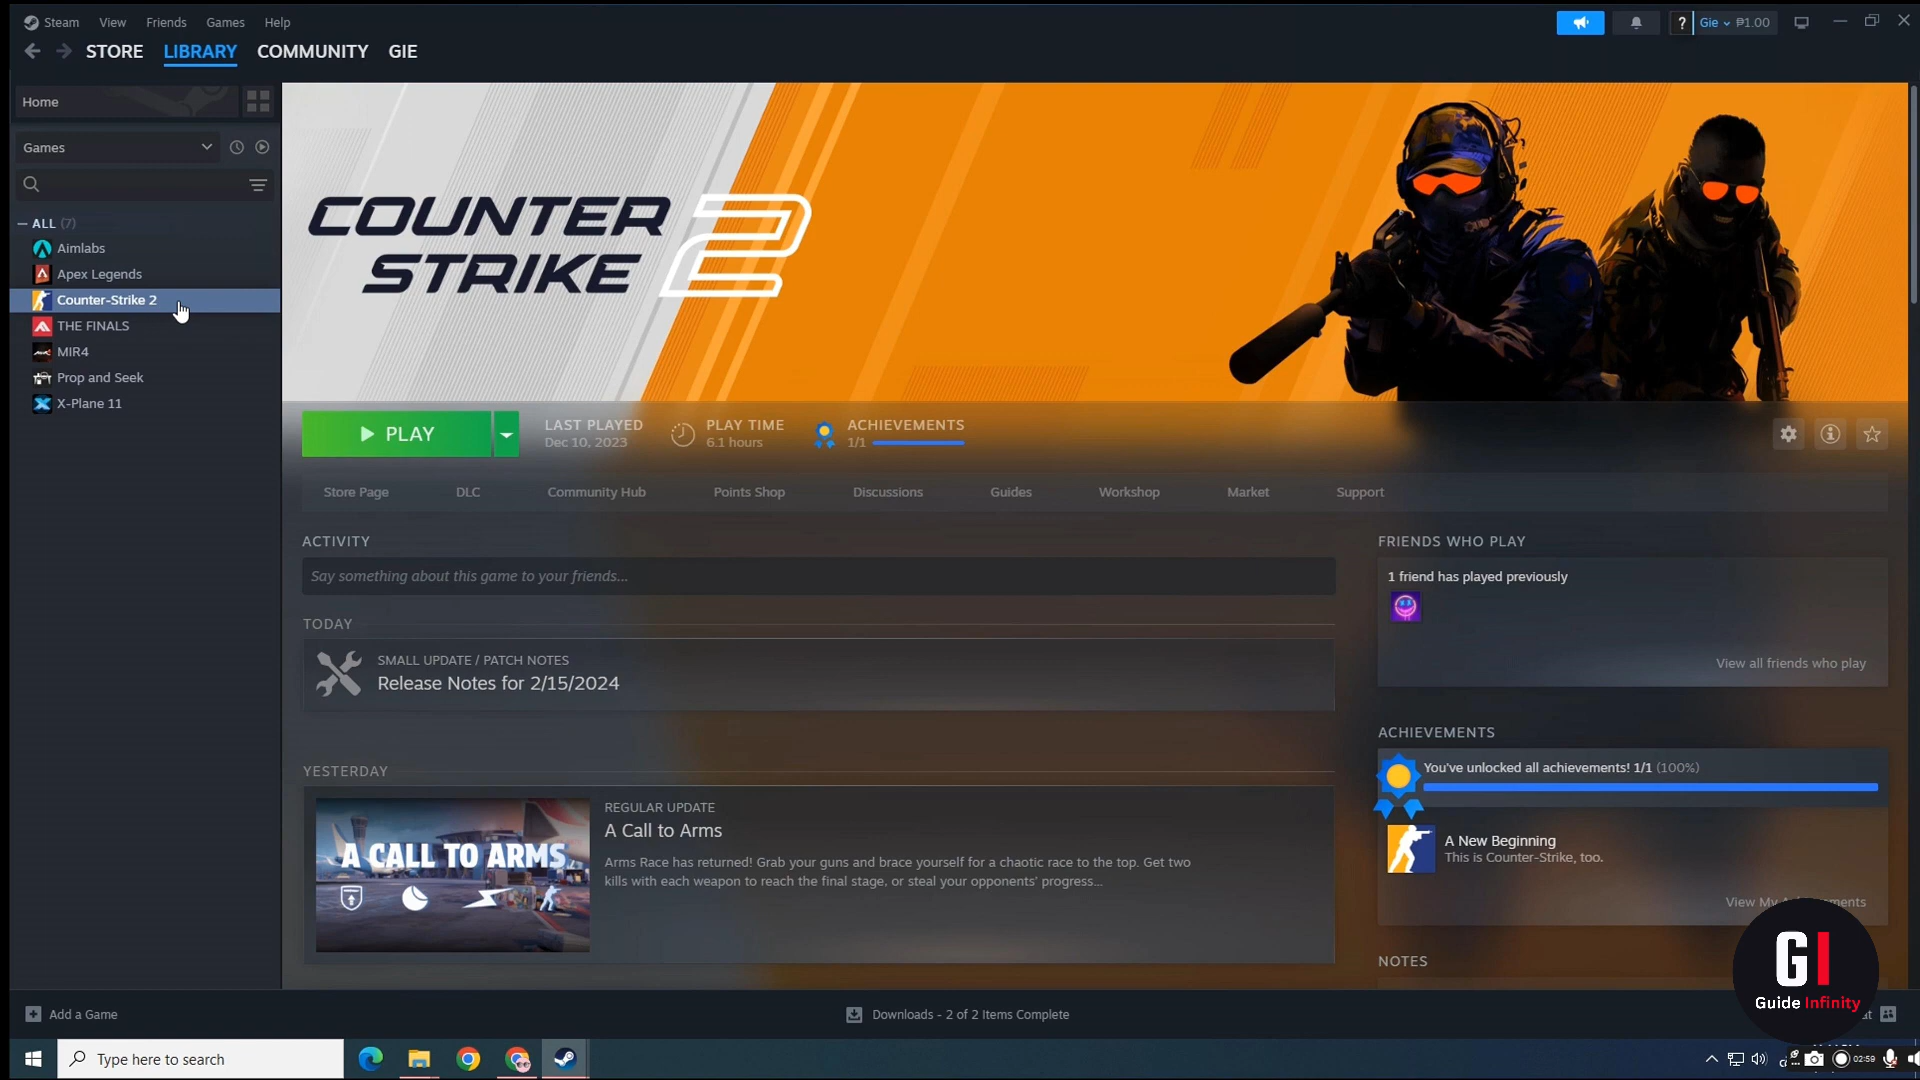 Steam View Friends Games Help
? Gie ₱1.00
STORE LIBRARY COMMUNITY GIE
Home
Games
ALL (7)
Aimlabs
Apex Legends
Counter-Strike 2
THE FINALS
MIR4
Prop and Seek
X-Plane 11
COUNTER
STRIKE 2
PLAY
LAST PLAYED
Dec 10, 2023
PLAY TIME
6.1 hours
ACHIEVEMENTS
1/1
Store Page DLC Community Hub Points Shop Discussions Guides Workshop Market Support
ACTIVITY
Say something about this game to your friends...
TODAY
SMALL UPDATE / PATCH NOTES
Release Notes for 2/15/2024
YESTERDAY
A CALL TO ARMS
REGULAR UPDATE
A Call to Arms
Arms Race has returned! Grab your guns and brace yourself for a chaotic race to the top. Get two
kills with each weapon to reach the final stage, or steal your opponents' progress...
FRIENDS WHO PLAY
1 friend has played previously
View all friends who play
ACHIEVEMENTS
You've unlocked all achievements! 1/1 (100%)
A New Beginning
This is Counter-Strike, too.
View My
NOTES
GI
Guide Infinity
Add a Game
Downloads - 2 of 2 Items Complete
Type here to search
02:59